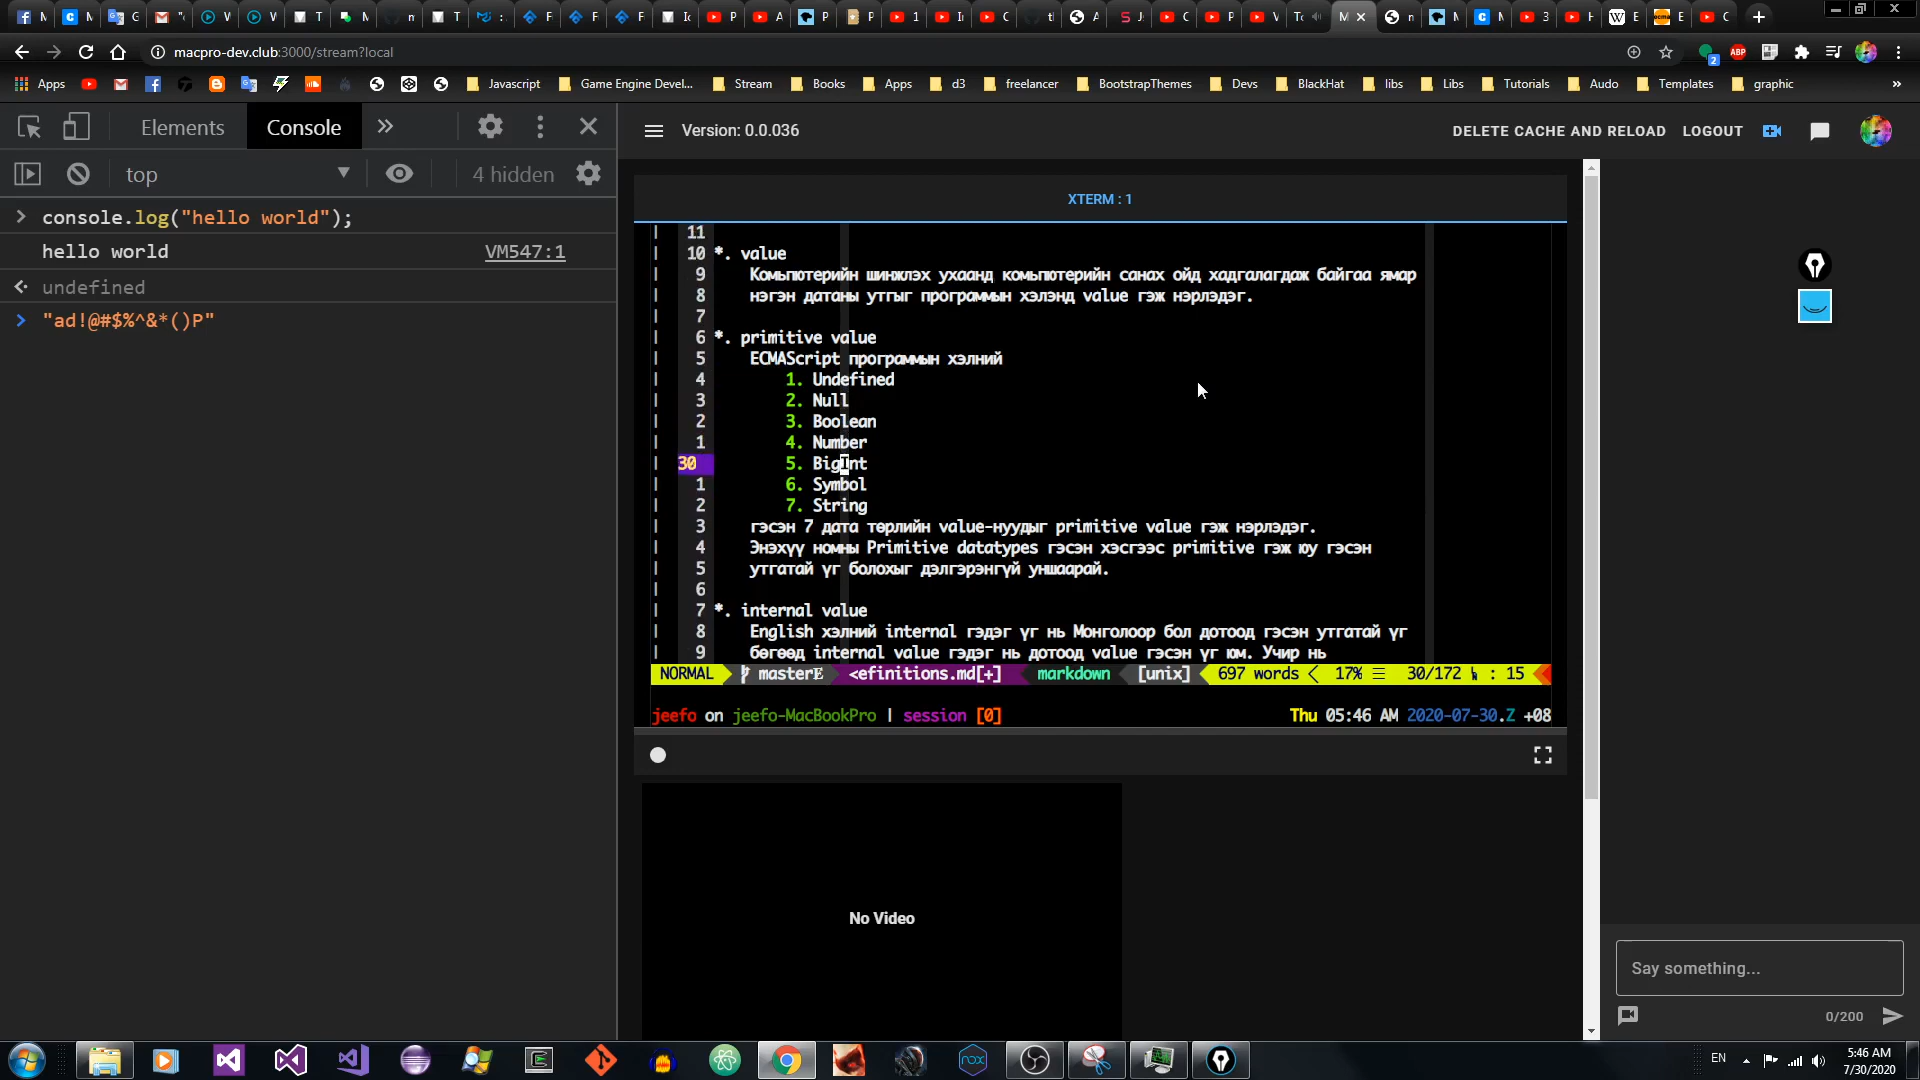 macpro-dev.club:3000/stream?local
Apps
Javascript
Game Engine Devel...
Stream
Books
Apps
d3
freelancer
BootstrapThemes
Devs
BlackHat
libs
Libs
Tutorials
Audo
Templates
graphic
»
Elements
Console
top
4 hidden
> console.log("hello world");
hello world VM547:1
undefined
> "ad!@#$%^&*()P"
Version: 0.0.036
DELETE CACHE AND RELOAD
LOGOUT
XTERM : 1
11
10 *. value
9 Компьютерийн шинжлэх ухаанд компьютерийн санах ойд хадгалагдаж байгаа ямар
8 нэгэн датаны утгыг программын хэлэнд value гэж нэрлэдэг.
7
6 *. primitive value
5 ECMAScript программын хэлний
4 1. Undefined
3 2. Null
2 3. Boolean
1 4. Number
30 5. BigInt
1 6. Symbol
2 7. String
3 гэсэн 7 дата төрлийн value-нуудыг primitive value гэж нэрлэдэг.
4 Энэхүү номны Primitive datatypes гэсэн хэсгээс primitive гэж юу гэсэн
5 утгатай үг болохыг дэлгэрэнгүй уншаарай.
6
7 *. internal value
8 English хэлний internal гэдэг үг нь Монголоор бол дотоод гэсэн утгатай үг
9 бөгөөд internal value гэдэг нь дотоод value гэсэн үг юм. Учир нь
NORMAL master <efinitions.md[+] markdown [unix] 697 words 17% 30/172 : 15
jeefo on jeefo-MacBookPro | session [0] Thu 05:46 AM 2020-07-30.Z +08
No Video
Say something...
0/200
EN
5:46 AM
7/30/2020